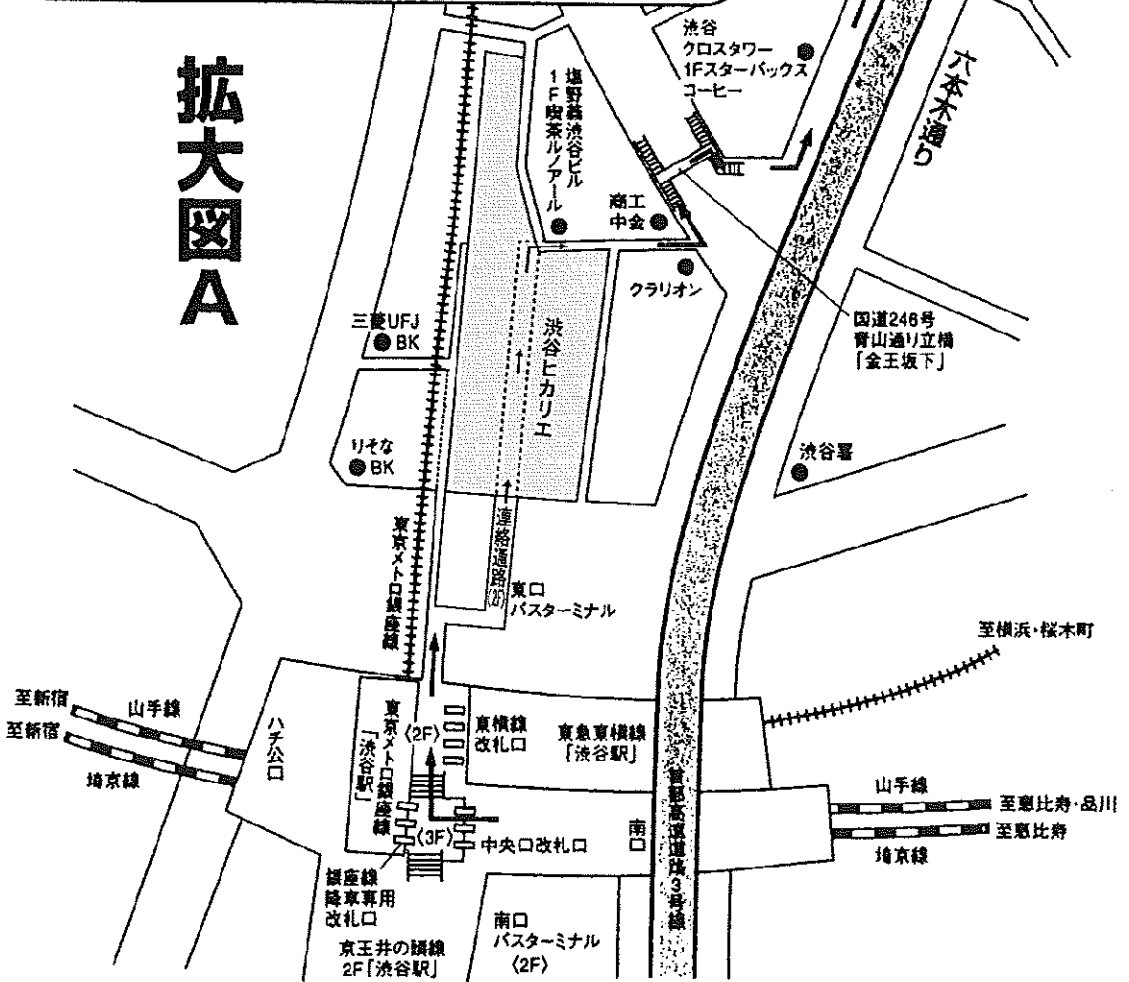 拡大図A
渋谷
クロスタワー
1Fスターバックス
コーヒー
六本木通り
塩野義渋谷ビル
1F喫茶ルノアール
商工
中金
クラリオン
三菱UFJ
BK
渋谷ヒカリエ
国道246号
青山通り立橋
「金王坂下」
りそな
BK
渋谷署
東京メトロ銀座線
連絡通路(2F)
東口
バスターミナル
至横浜・桜木町
至新宿
山手線
至新宿
埼京線
ハチ公口
東京メトロ銀座線
「渋谷駅」
〈2F〉
東横線
改札口
東急東横線
「渋谷駅」
首都高速道路3号線
山手線
至恵比寿・品川
至恵比寿
埼京線
南口
〈3F〉
中央口改札口
銀座線
降車専用
改札口
京王井の頭線
2F「渋谷駅」
南口
バスターミナル
〈2F〉